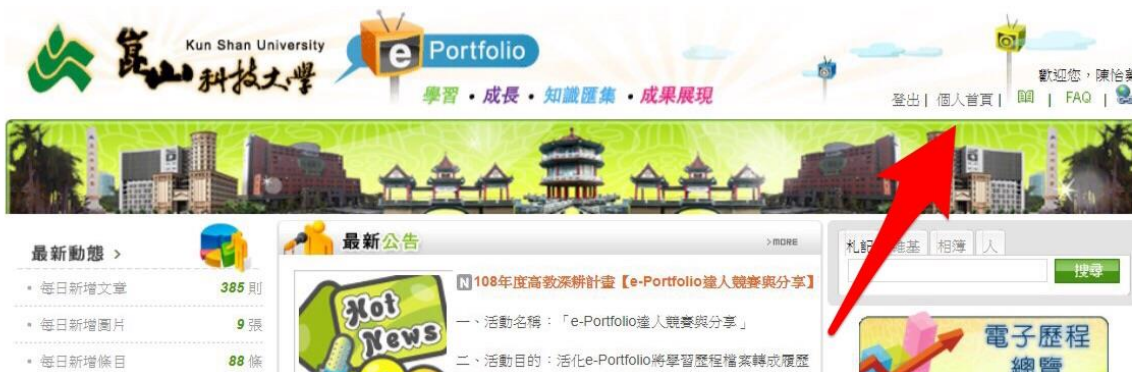 崑山科技大學
Kun Shan University
e Portfolio
學習・成長・知識匯集・成果展現
歡迎您，陳怡
登出 | 個人首頁 | | FAQ |
最新動態 >
每日新增文章 385 則
每日新增圖片 9 張
每日新增條目 88 條
最新公告
>MORE
Hot News
N 108年度高教深耕計畫【e-Portfolio達人競賽與分享】
一、活動名稱：「e-Portfolio達人競賽與分享」
二、活動目的：活化e-Portfolio將學習歷程檔案轉成履歷
札記 維基 相簿 人
搜尋
電子歷程
總覽